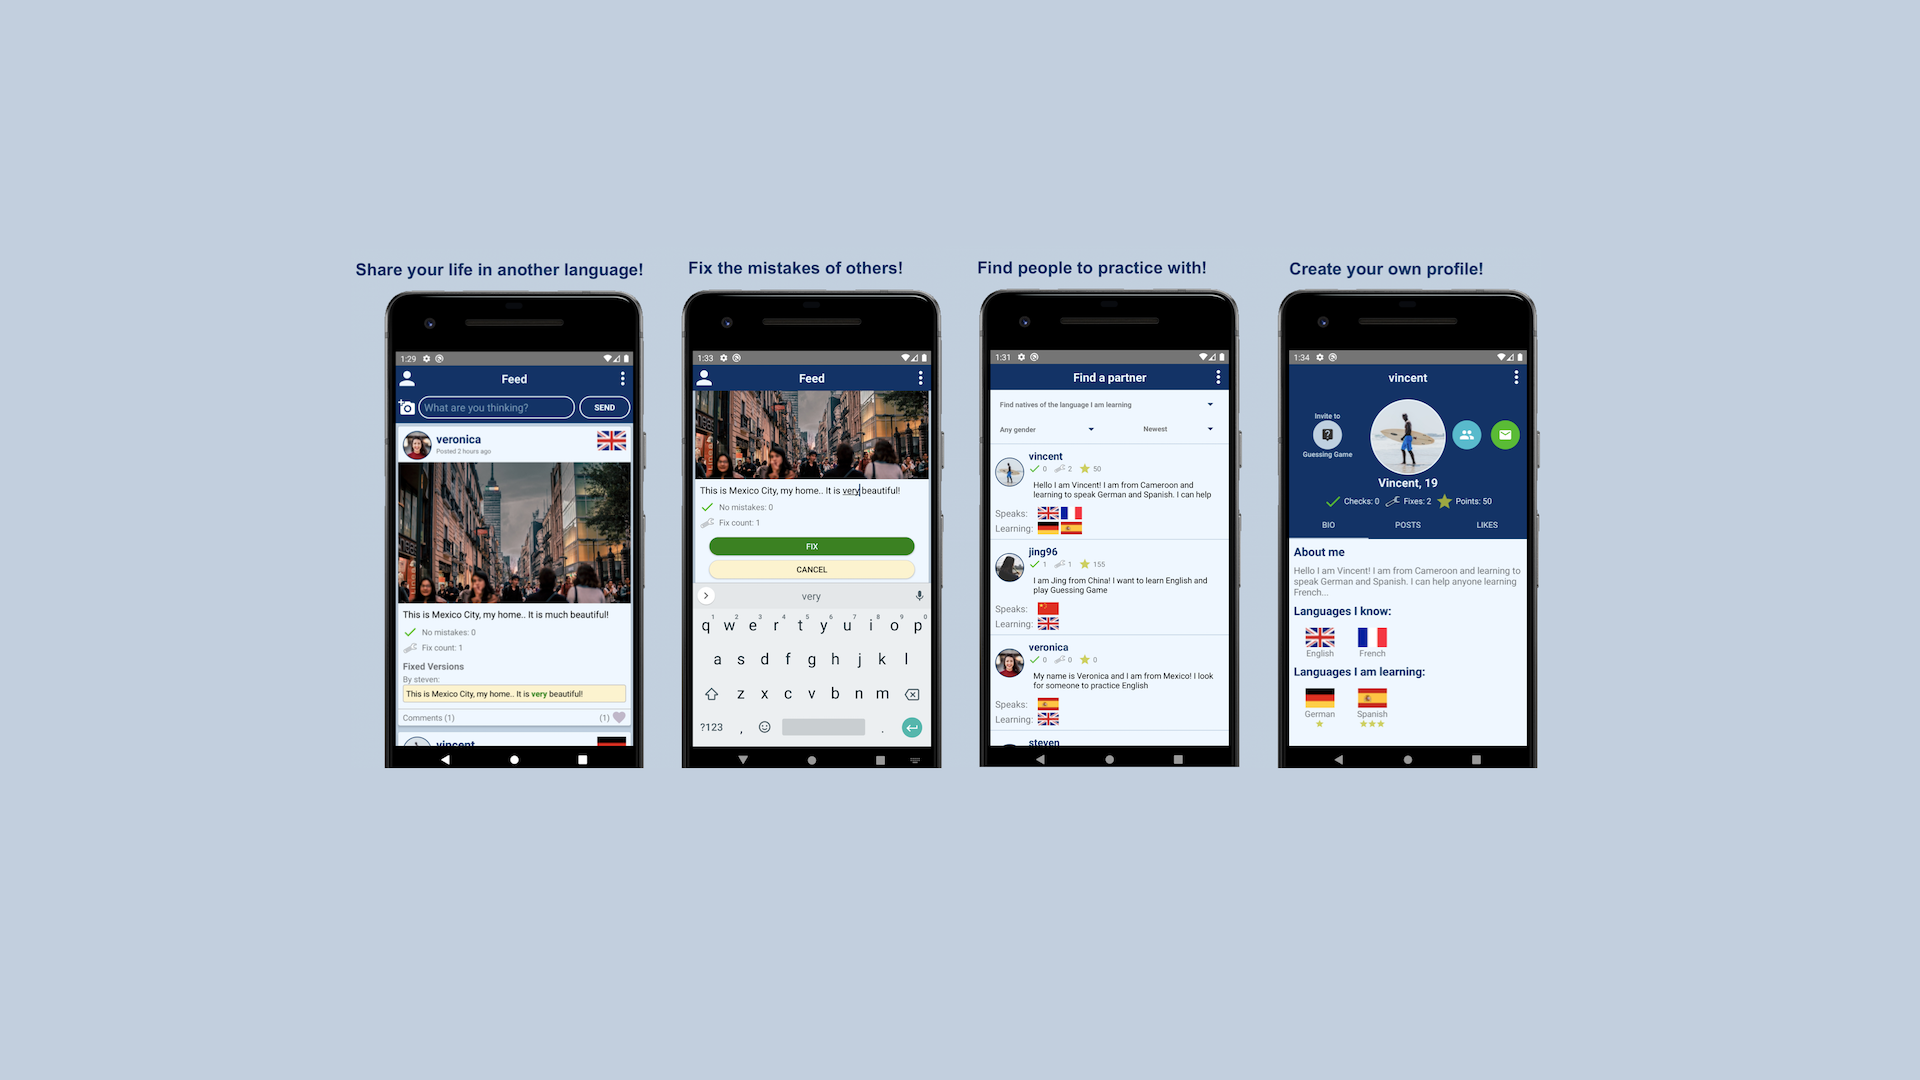 Share your life in another language!
1:29
Feed
What are you thinking?
SEND
veronica
Posted 2 hours ago
This is Mexico City, my home.. It is much beautiful!
No mistakes: 0
Fix count: 1
Fixed Versions
By steven:
This is Mexico City, my home.. It is very beautiful!
Comments (1)
(1)
vincent
Fix the mistakes of others!
1:33
Feed
This is Mexico City, my home.. It is very beautiful!
No mistakes: 0
Fix count: 1
FIX
CANCEL
very
1 2 3 4 5 6 7 8 9 0
q w e r t y u i o p
a s d f g h j k l
z x c v b n m
?123 , .
Find people to practice with!
1:31
Find a partner
Find natives of the language I am learning
Any gender
Newest
vincent
0 2 50
Hello I am Vincent! I am from Cameroon and
learning to speak German and Spanish. I can help
Speaks:
Learning:
jing96
1 1 155
I am Jing from China! I want to learn English and
play Guessing Game
Speaks:
Learning:
veronica
0 0 0
My name is Veronica and I am from Mexico! I look
for someone to practice English
Speaks:
Learning:
steven
Create your own profile!
1:34
vincent
Invite to
Guessing Game
Vincent, 19
Checks: 0 Fixes: 2 Points: 50
BIO POSTS LIKES
About me
Hello I am Vincent! I am from Cameroon and learning to
speak German and Spanish. I can help anyone learning
French...
Languages I know:
English French
Languages I am learning:
German Spanish